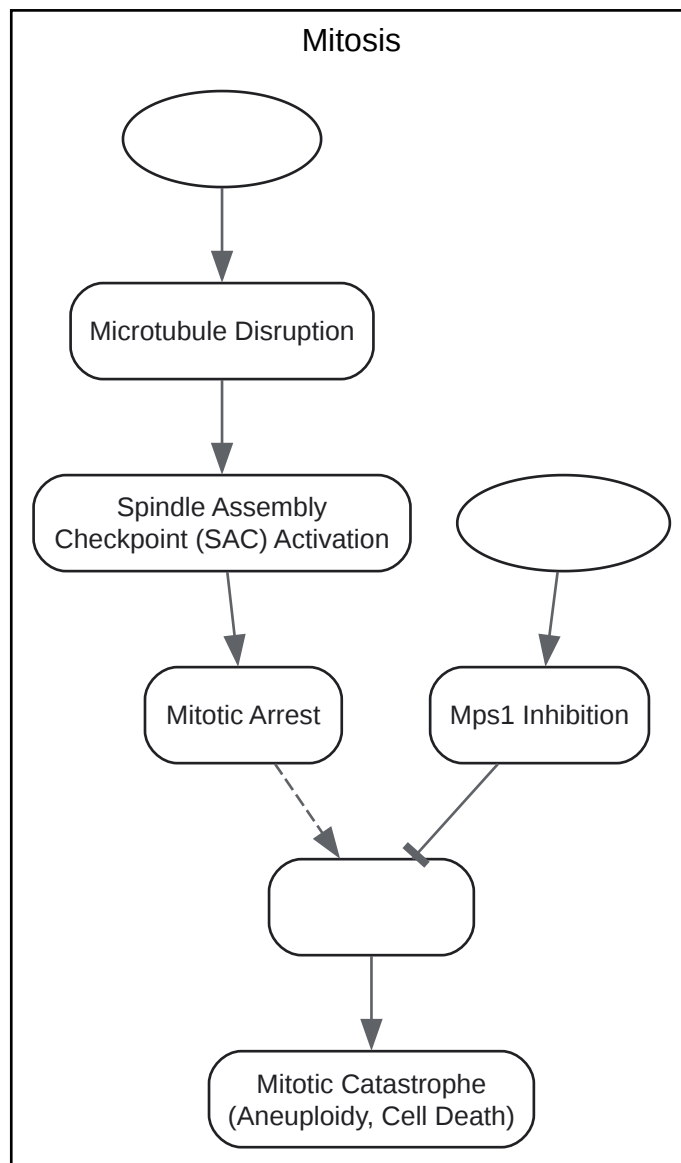 Mitosis
Microtubule Disruption
Spindle Assembly
Checkpoint (SAC) Activation
Mitotic Arrest
Mps1 Inhibition
Mitotic Catastrophe
(Aneuploidy, Cell Death)